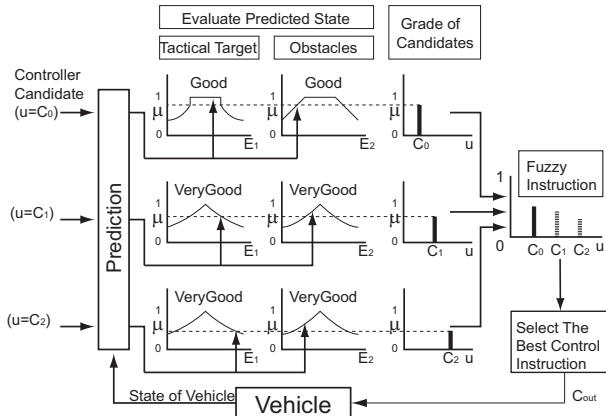 Evaluate Predicted State
Tactical Target
Obstacles
Grade of
Candidates
Controller
Candidate
(u=C0)
(u=C1)
(u=C2)
Prediction
Good
1
μ
0
E1
Good
1
μ
0
E2
1
μ
0
C0
u
VeryGood
1
μ
0
E1
VeryGood
1
μ
0
E2
1
μ
0
C1
u
VeryGood
1
μ
0
E1
VeryGood
1
μ
0
E2
1
μ
0
C2
u
Fuzzy
Instruction
1
0
C0 C1 C2 u
Select The
Best Control
Instruction
Cout
State of Vehicle
Vehicle